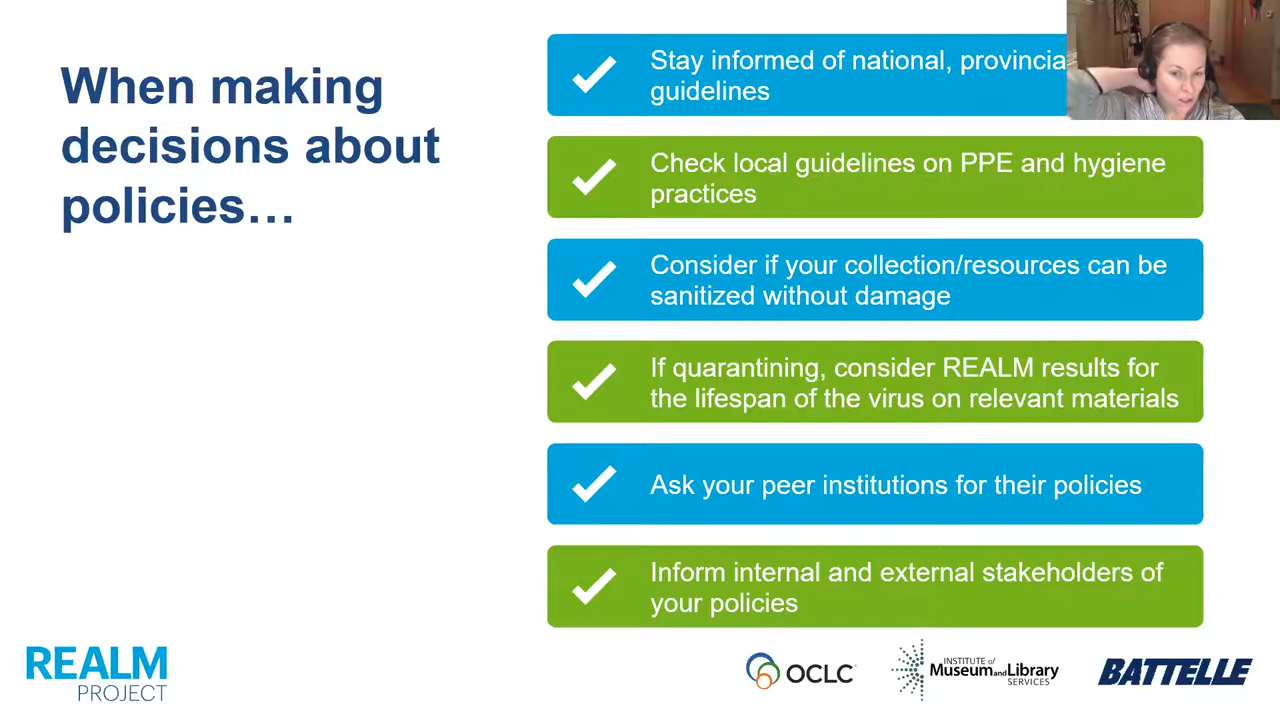 When making
decisions about
policies…
Stay informed of national, provincia
guidelines
Check local guidelines on PPE and hygiene
practices
Consider if your collection/resources can be
sanitized without damage
If quarantining, consider REALM results for
the lifespan of the virus on relevant materials
Ask your peer institutions for their policies
Inform internal and external stakeholders of
your policies
REALM
PROJECT
OCLC
INSTITUTE of
Museum and Library
SERVICES
BATTELLE